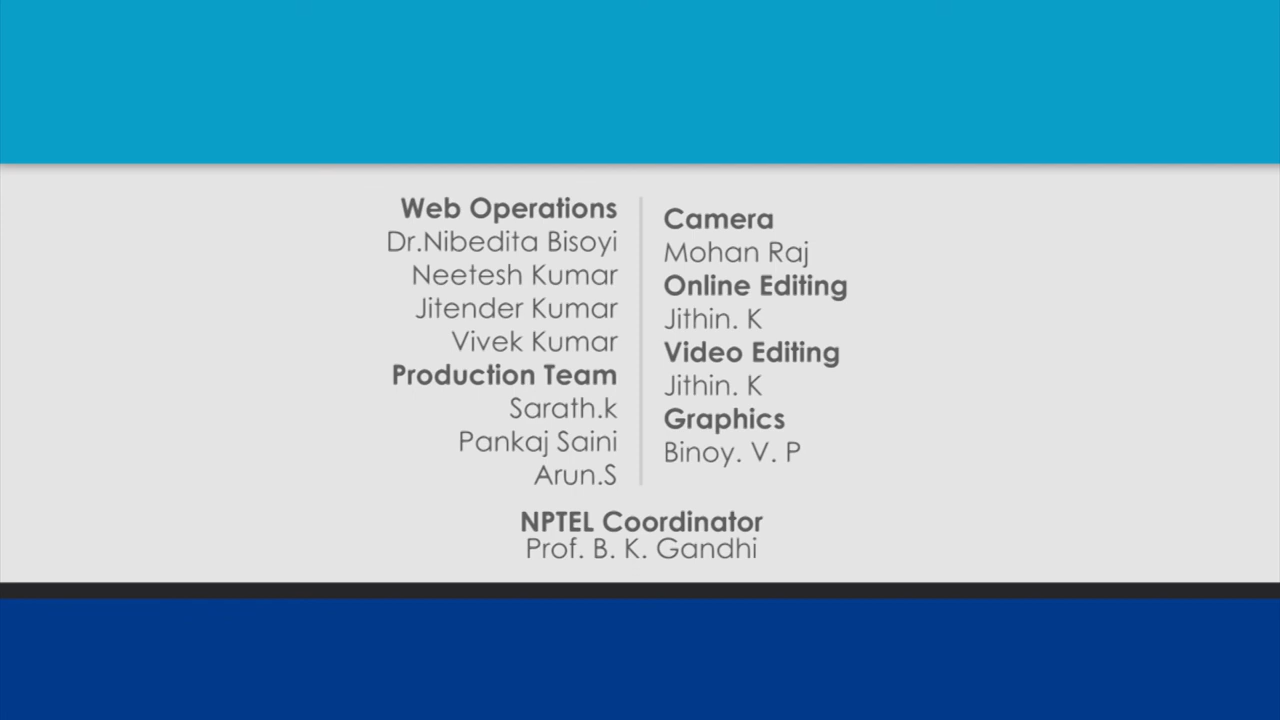 Web Operations
Dr.Nibedita Bisoyi
Neetesh Kumar
Jitender Kumar
Vivek Kumar
Production Team
Sarath.k
Pankaj Saini
Arun.S
Camera
Mohan Raj
Online Editing
Jithin. K
Video Editing
Jithin. K
Graphics
Binoy. V. P
NPTEL Coordinator
Prof. B. K. Gandhi